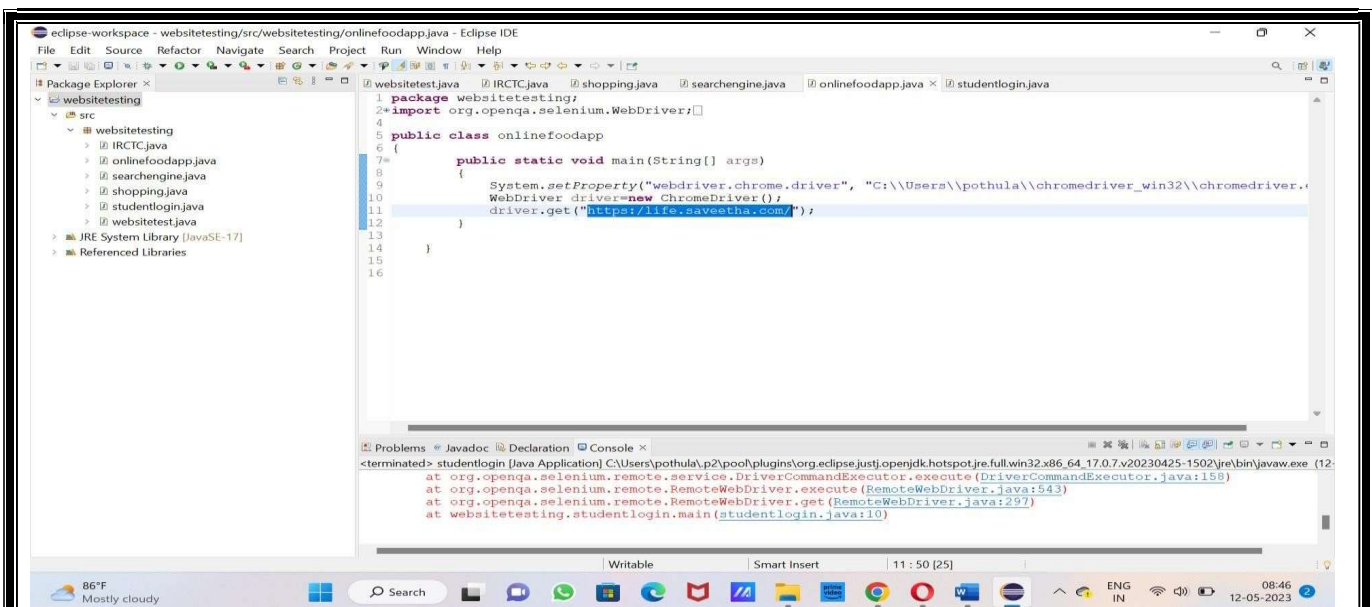 eclipse-workspace - websitetesting/src/websitetesting/onlinefoodapp.java - Eclipse IDE
File Edit Source Refactor Navigate Search Project Run Window Help
Package Explorer
websitetesting
src
websitetesting
IRCTC.java
onlinefoodapp.java
searchengine.java
shopping.java
studentlogin.java
websitetest.java
JRE System Library [JavaSE-17]
Referenced Libraries
websitetest.java IRCTC.java shopping.java searchengine.java onlinefoodapp.java studentlogin.java
1 package websitetesting;
2 import org.openqa.selenium.WebDriver;
4
5 public class onlinefoodapp
6 {
7 public static void main(String[] args)
8 {
9 System.setProperty("webdriver.chrome.driver", "C:\\Users\\pothula\\chromedriver_win32\\chromedriver.
10 WebDriver driver=new ChromeDriver();
11 driver.get("https:/life.saveetha.com/");
12 }
13
14 }
15
16
Problems Javadoc Declaration Console
<terminated> studentlogin [Java Application] C:\Users\pothula\.p2\pool\plugins\org.eclipse.justj.openjdk.hotspot.jre.full.win32.x86_64_17.0.7.v20230425-1502\jre\bin\javaw.exe (12-
at org.openqa.selenium.remote.service.DriverCommandExecutor.execute(DriverCommandExecutor.java:158)
at org.openqa.selenium.remote.RemoteWebDriver.execute(RemoteWebDriver.java:543)
at org.openqa.selenium.remote.RemoteWebDriver.get(RemoteWebDriver.java:297)
at websitetesting.studentlogin.main(studentlogin.java:10)
Writable Smart Insert 11 : 50 [25]
86°F
Mostly cloudy
Search
ENG
IN
08:46
12-05-2023
2